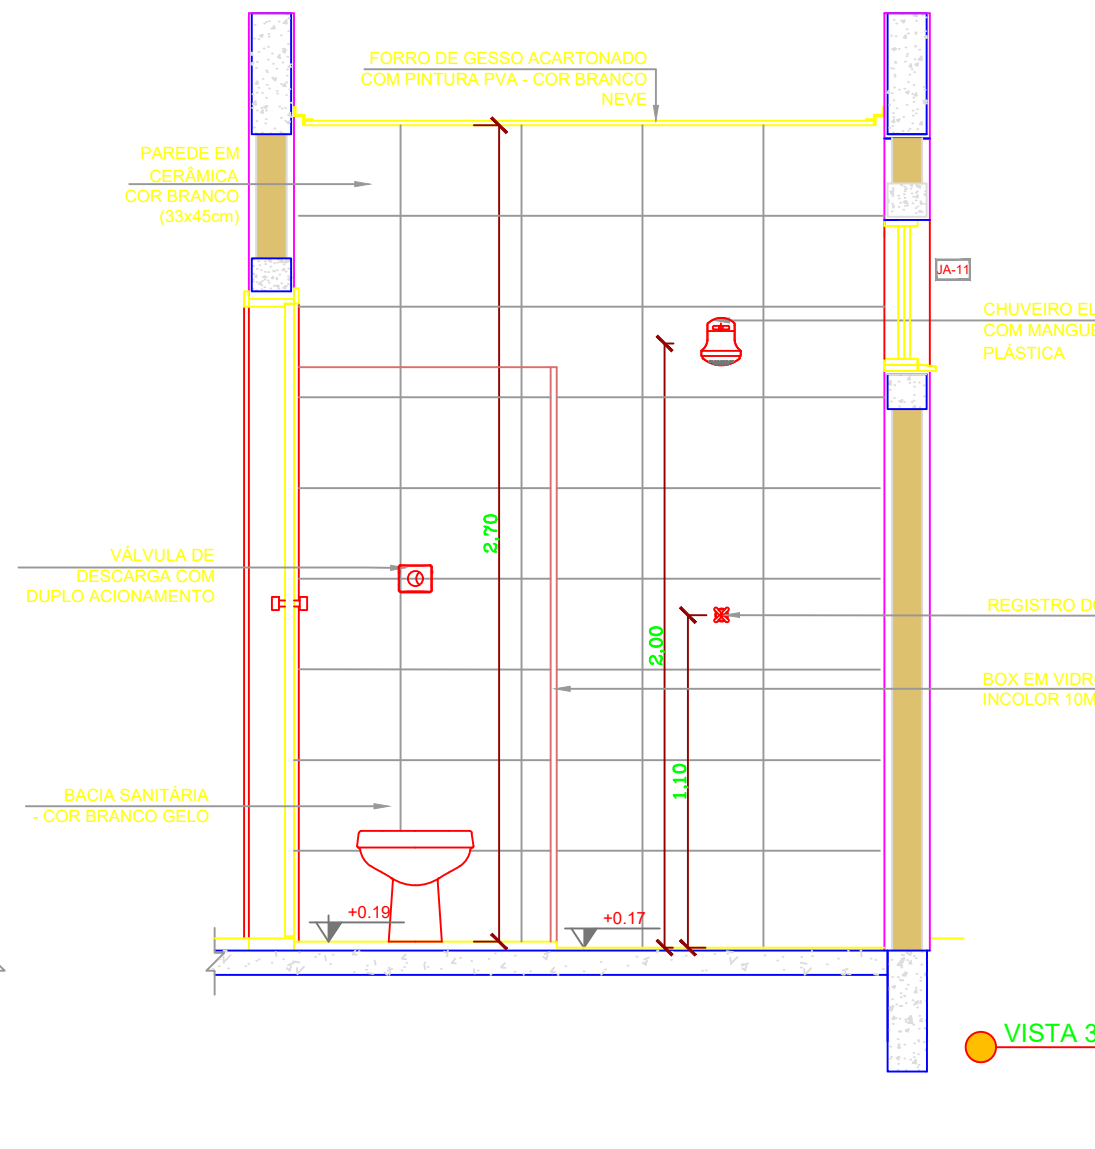 FORRO DE GESSO ACARTONADO
COM PINTURA PVA - COR BRANCO
NEVE
PAREDE EM
CERÂMICA
COR BRANCO
(33x45cm)
JA-11
CHUVEIRO EL
COM MANGUE
PLÁSTICA
2,70
VÁLVULA DE
DESCARGA COM
DUPLO ACIONAMENTO
REGISTRO DO
2,00
BOX EM VIDR
INCOLOR 10M
1,10
BACIA SANITÁRIA
- COR BRANCO GELO
+0.19
+0.17
VISTA 3